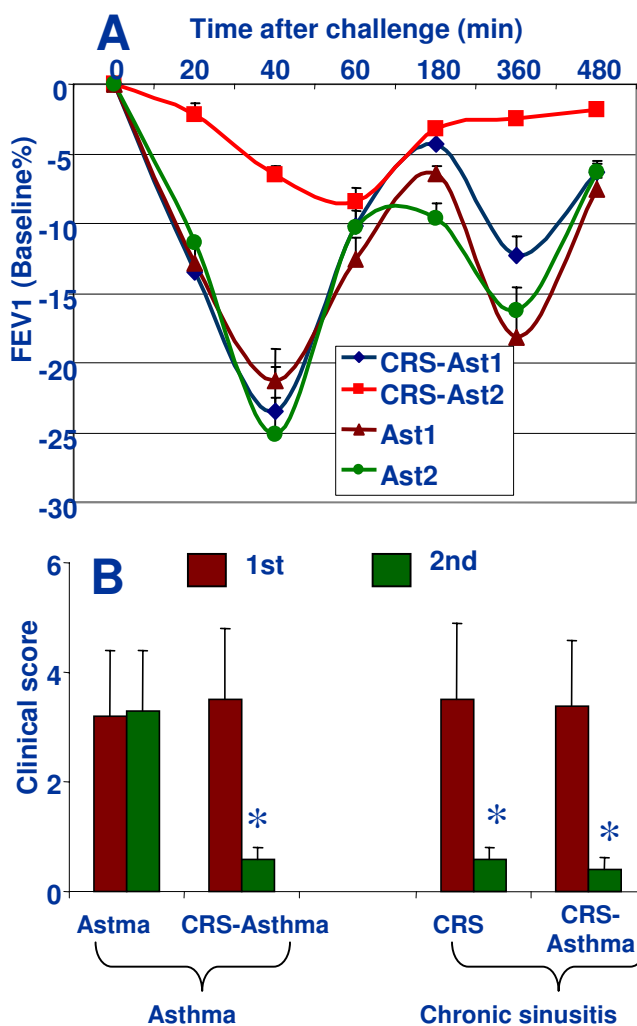 A
Time after challenge (min)
0 20 40 60 180 360 480
0
-5
-10
-15
-20
-25
-30
FEV1 (Baseline%)
CRS-Ast1
CRS-Ast2
Ast1
Ast2
B
1st 2nd
6
4
2
0
Clinical score
* * *
Astma CRS-Asthma CRS CRS-
Asthma
Asthma Chronic sinusitis